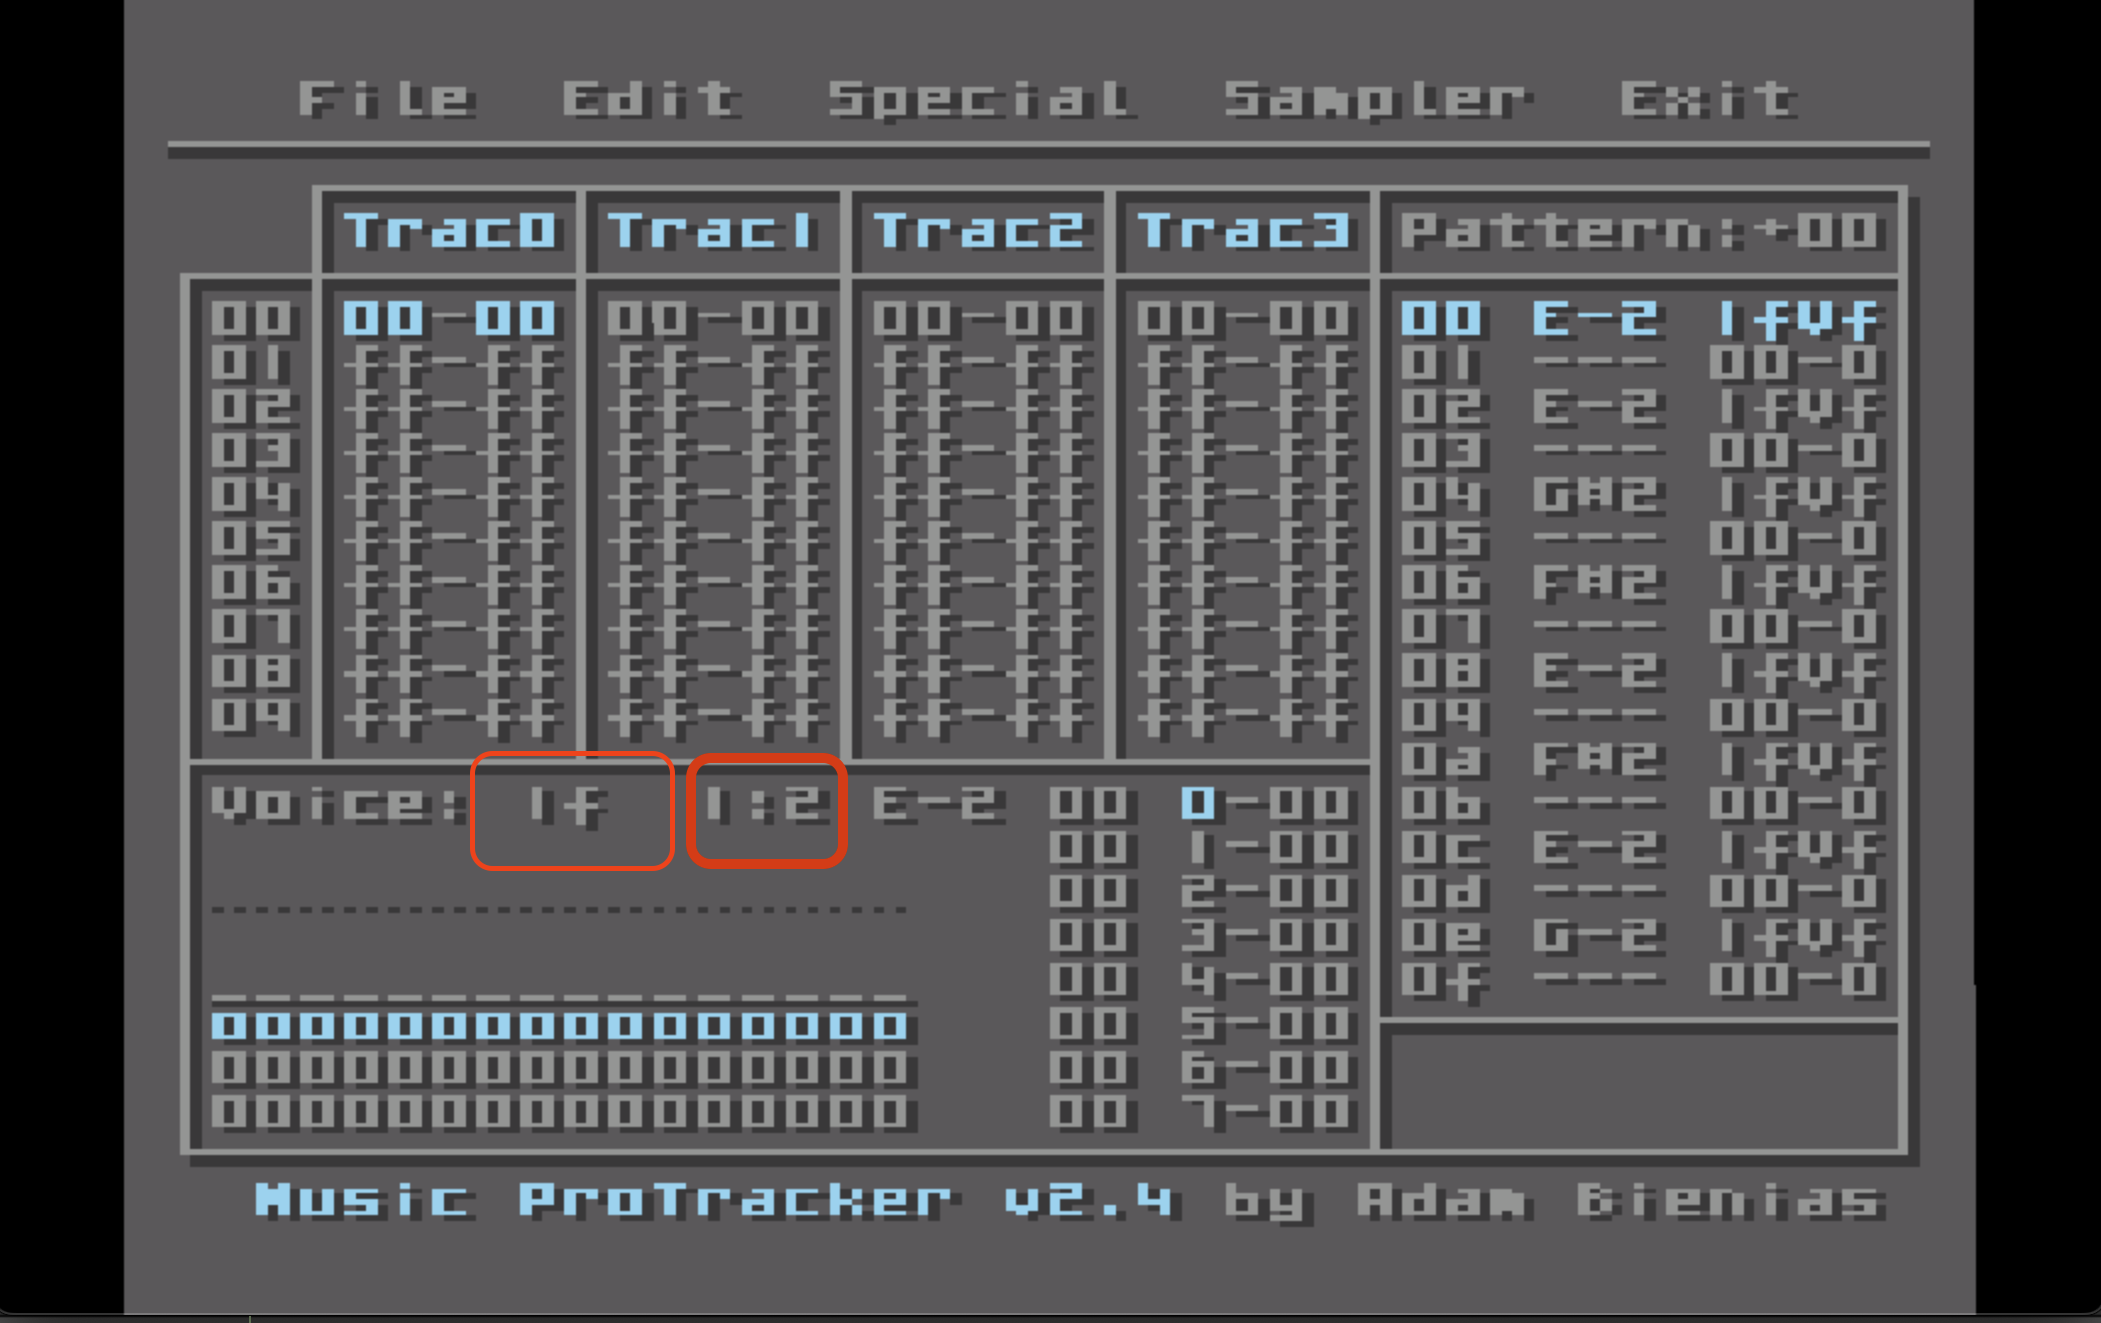 File Edit Special Sampler Exit
Trac0 Trac1 Trac2 Trac3 Pattern:+00
00 00-00 00-00 00-00 00-00 00 E-2 1fVf
01 ff-ff ff-ff ff-ff ff-ff 01 --- 00-0
02 ff-ff ff-ff ff-ff ff-ff 02 E-2 1fVf
03 ff-ff ff-ff ff-ff ff-ff 03 --- 00-0
04 ff-ff ff-ff ff-ff ff-ff 04 G#2 1fVf
05 ff-ff ff-ff ff-ff ff-ff 05 --- 00-0
06 ff-ff ff-ff ff-ff ff-ff 06 F#2 1fVf
07 ff-ff ff-ff ff-ff ff-ff 07 --- 00-0
08 ff-ff ff-ff ff-ff ff-ff 08 E-2 1fVf
09 ff-ff ff-ff ff-ff ff-ff 09 --- 00-0
0a F#2 1fVf
Voice: 1f 1:2 E-2 00 0-00 0b --- 00-0
00 1-00 0c E-2 1fVf
00 2-00 0d --- 00-0
00 3-00 0e G-2 1fVf
00 4-00 0f --- 00-0
0000000000000000 00 5-00
0000000000000000 00 6-00
0000000000000000 00 7-00
Music ProTracker v2.4 by Adam Bienias